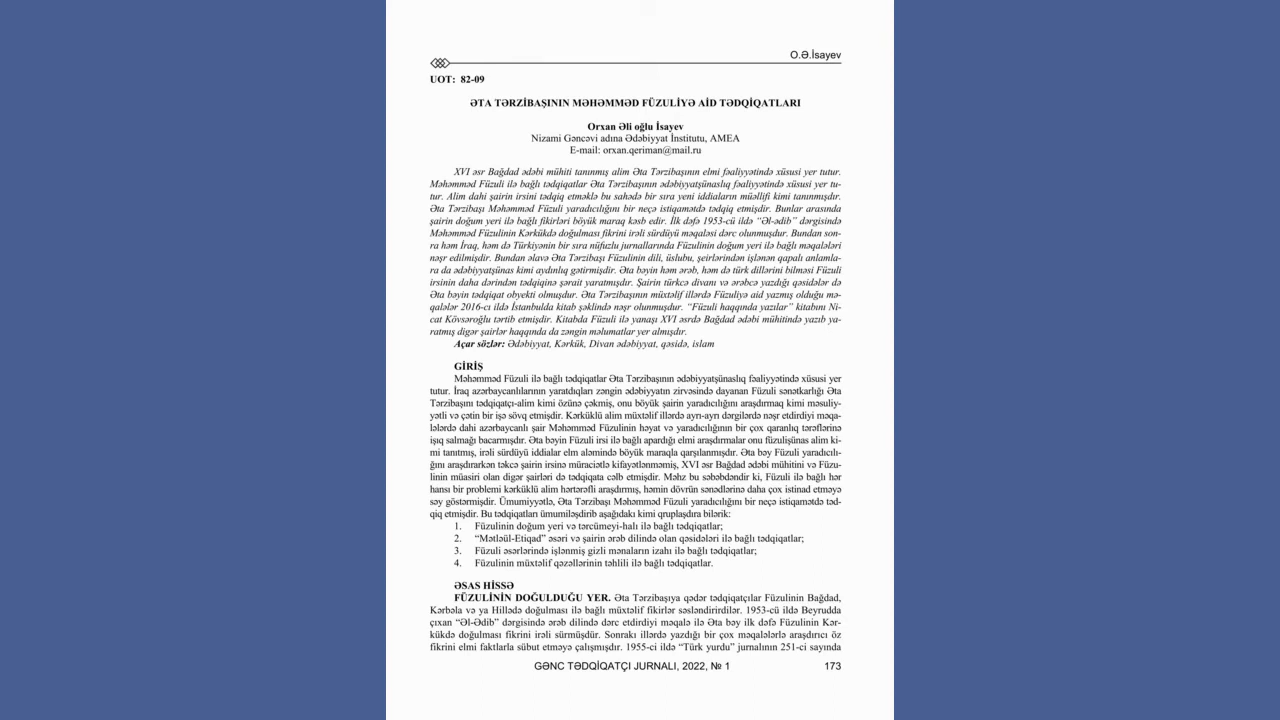 O.Ə.İsayev
UOT: 82-09
ƏTA TƏRZİBAŞININ MƏHƏMMƏD FÜZULİYƏ AİD TƏDQİQATLARI
Orxan Əli oğlu İsayev
Nizami Gəncəvi adına Ədəbiyyat İnstitutu, AMEA
E-mail: orxan.qeriman@mail.ru
XVI əsr Bağdad ədəbi mühiti tanınmış alim Əta Tərzibaşının elmi fəaliyyətində xüsusi yer tutur.
Məhəmməd Füzuli ilə bağlı tədqiqatlar Əta Tərzibaşının ədəbiyyatşünaslıq fəaliyyətində xüsusi yer tu-
tur. Alim dahi şairin irsini tədqiq etməklə bu sahədə bir sıra yeni iddiaların müəllifi kimi tanınmışdır.
Əta Tərzibaşı Məhəmməd Füzuli yaradıcılığını bir neçə istiqamətdə tədqiq etmişdir. Bunlar arasında
şairin doğum yeri ilə bağlı fikirləri böyük maraq kəsb edir. İlk dəfə 1953-cü ildə “Əl-ədib” dərgisində
Məhəmməd Füzulinin Kərkükdə doğulması fikrini irəli sürdüyü məqaləsi dərc olunmuşdur. Bundan son-
ra həm İraq, həm də Türkiyənin bir sıra nüfuzlu jurnallarında Füzulinin doğum yeri ilə bağlı məqalələri
nəşr edilmişdir. Bundan əlavə Əta Tərzibaşı Füzulinin dili, üslubu, şeirlərindən işlənən qapalı anlamla-
ra da ədəbiyyatşünas kimi aydınlıq gətirmişdir. Əta bəyin həm ərəb, həm də türk dillərini bilməsi Füzuli
irsinin daha dərindən tədqiqinə şərait yaratmışdır. Şairin türkcə divanı və ərəbcə yazdığı qəsidələr də
Əta bəyin tədqiqat obyekti olmuşdur. Əta Tərzibaşının müxtəlif illərdə Füzuliyə aid yazmış olduğu mə-
qalələr 2016-cı ildə İstanbulda kitab şəklində nəşr olunmuşdur. “Füzuli haqqında yazılar” kitabını Ni-
cat Kövsəroğlu tərtib etmişdir. Kitabda Füzuli ilə yanaşı XVI əsrdə Bağdad ədəbi mühitində yazıb ya-
ratmış digər şairlər haqqında da zəngin məlumatlar yer almışdır.
Açar sözlər: Ədəbiyyat, Kərkük, Divan ədəbiyyat, qəsidə, islam
GİRİŞ
Məhəmməd Füzuli ilə bağlı tədqiqatlar Əta Tərzibaşının ədəbiyyatşünaslıq fəaliyyətində xüsusi yer
tutur. İraq azərbaycanlılarının yaratdıqları zəngin ədəbiyyatın zirvəsində dayanan Füzuli sənətkarlığı Əta
Tərzibaşını tədqiqatçı-alim kimi özünə çəkmiş, onu böyük şairin yaradıcılığını araşdırmaq kimi məsuliy-
yətli və çətin bir işə sövq etmişdir. Kərküklü alim müxtəlif illərdə ayrı-ayrı dərgilərdə nəşr etdirdiyi məqa-
lələrdə dahi azərbaycanlı şair Məhəmməd Füzulinin həyat və yaradıcılığının bir çox qaranlıq tərəflərinə
işıq salmağı bacarmışdır. Əta bəyin Füzuli irsi ilə bağlı apardığı elmi araşdırmalar onu füzulişünas alim ki-
mi tanıtmış, irəli sürdüyü iddialar elm aləmində böyük maraqla qarşılanmışdır. Əta bəy Füzuli yaradıcılı-
ğını araşdırarkən təkcə şairin irsinə müraciətlə kifayətlənməmiş, XVI əsr Bağdad ədəbi mühitini və Füzu-
linin müasiri olan digər şairləri də tədqiqata cəlb etmişdir. Məhz bu səbəbdəndir ki, Füzuli ilə bağlı hər
hansı bir problemi kərküklü alim hərtərəfli araşdırmış, həmin dövrün sənədlərinə daha çox istinad etməyə
səy göstərmişdir. Ümumiyyətlə, Əta Tərzibaşı Məhəmməd Füzuli yaradıcılığını bir neçə istiqamətdə təd-
qiq etmişdir. Bu tədqiqatları ümumiləşdirib aşağıdakı kimi qruplaşdıra bilərik:
1. Füzulinin doğum yeri və tərcümeyi-halı ilə bağlı tədqiqatlar;
2. “Mətləül-Etiqad” əsəri və şairin ərəb dilində olan qəsidələri ilə bağlı tədqiqatlar;
3. Füzuli əsərlərində işlənmiş gizli mənaların izahı ilə bağlı tədqiqatlar;
4. Füzulinin müxtəlif qəzəllərinin təhlili ilə bağlı tədqiqatlar.
ƏSAS HİSSƏ
FÜZULİNİN DOĞULDUĞU YER. Əta Tərzibaşıya qədər tədqiqatçılar Füzulinin Bağdad,
Kərbəla və ya Hillədə doğulması ilə bağlı müxtəlif fikirlər səsləndirirdilər. 1953-cü ildə Beyrudda
çıxan “Əl-Ədib” dərgisində ərəb dilində dərc etdirdiyi məqalə ilə Əta bəy ilk dəfə Füzulinin Kər-
kükdə doğulması fikrini irəli sürmüşdür. Sonrakı illərdə yazdığı bir çox məqalələrlə araşdırıcı öz
fikrini elmi faktlarla sübut etməyə çalışmışdır. 1955-ci ildə “Türk yurdu” jurnalının 251-ci sayında
GƏNC TƏDQİQATÇI JURNALI, 2022, № 1 173